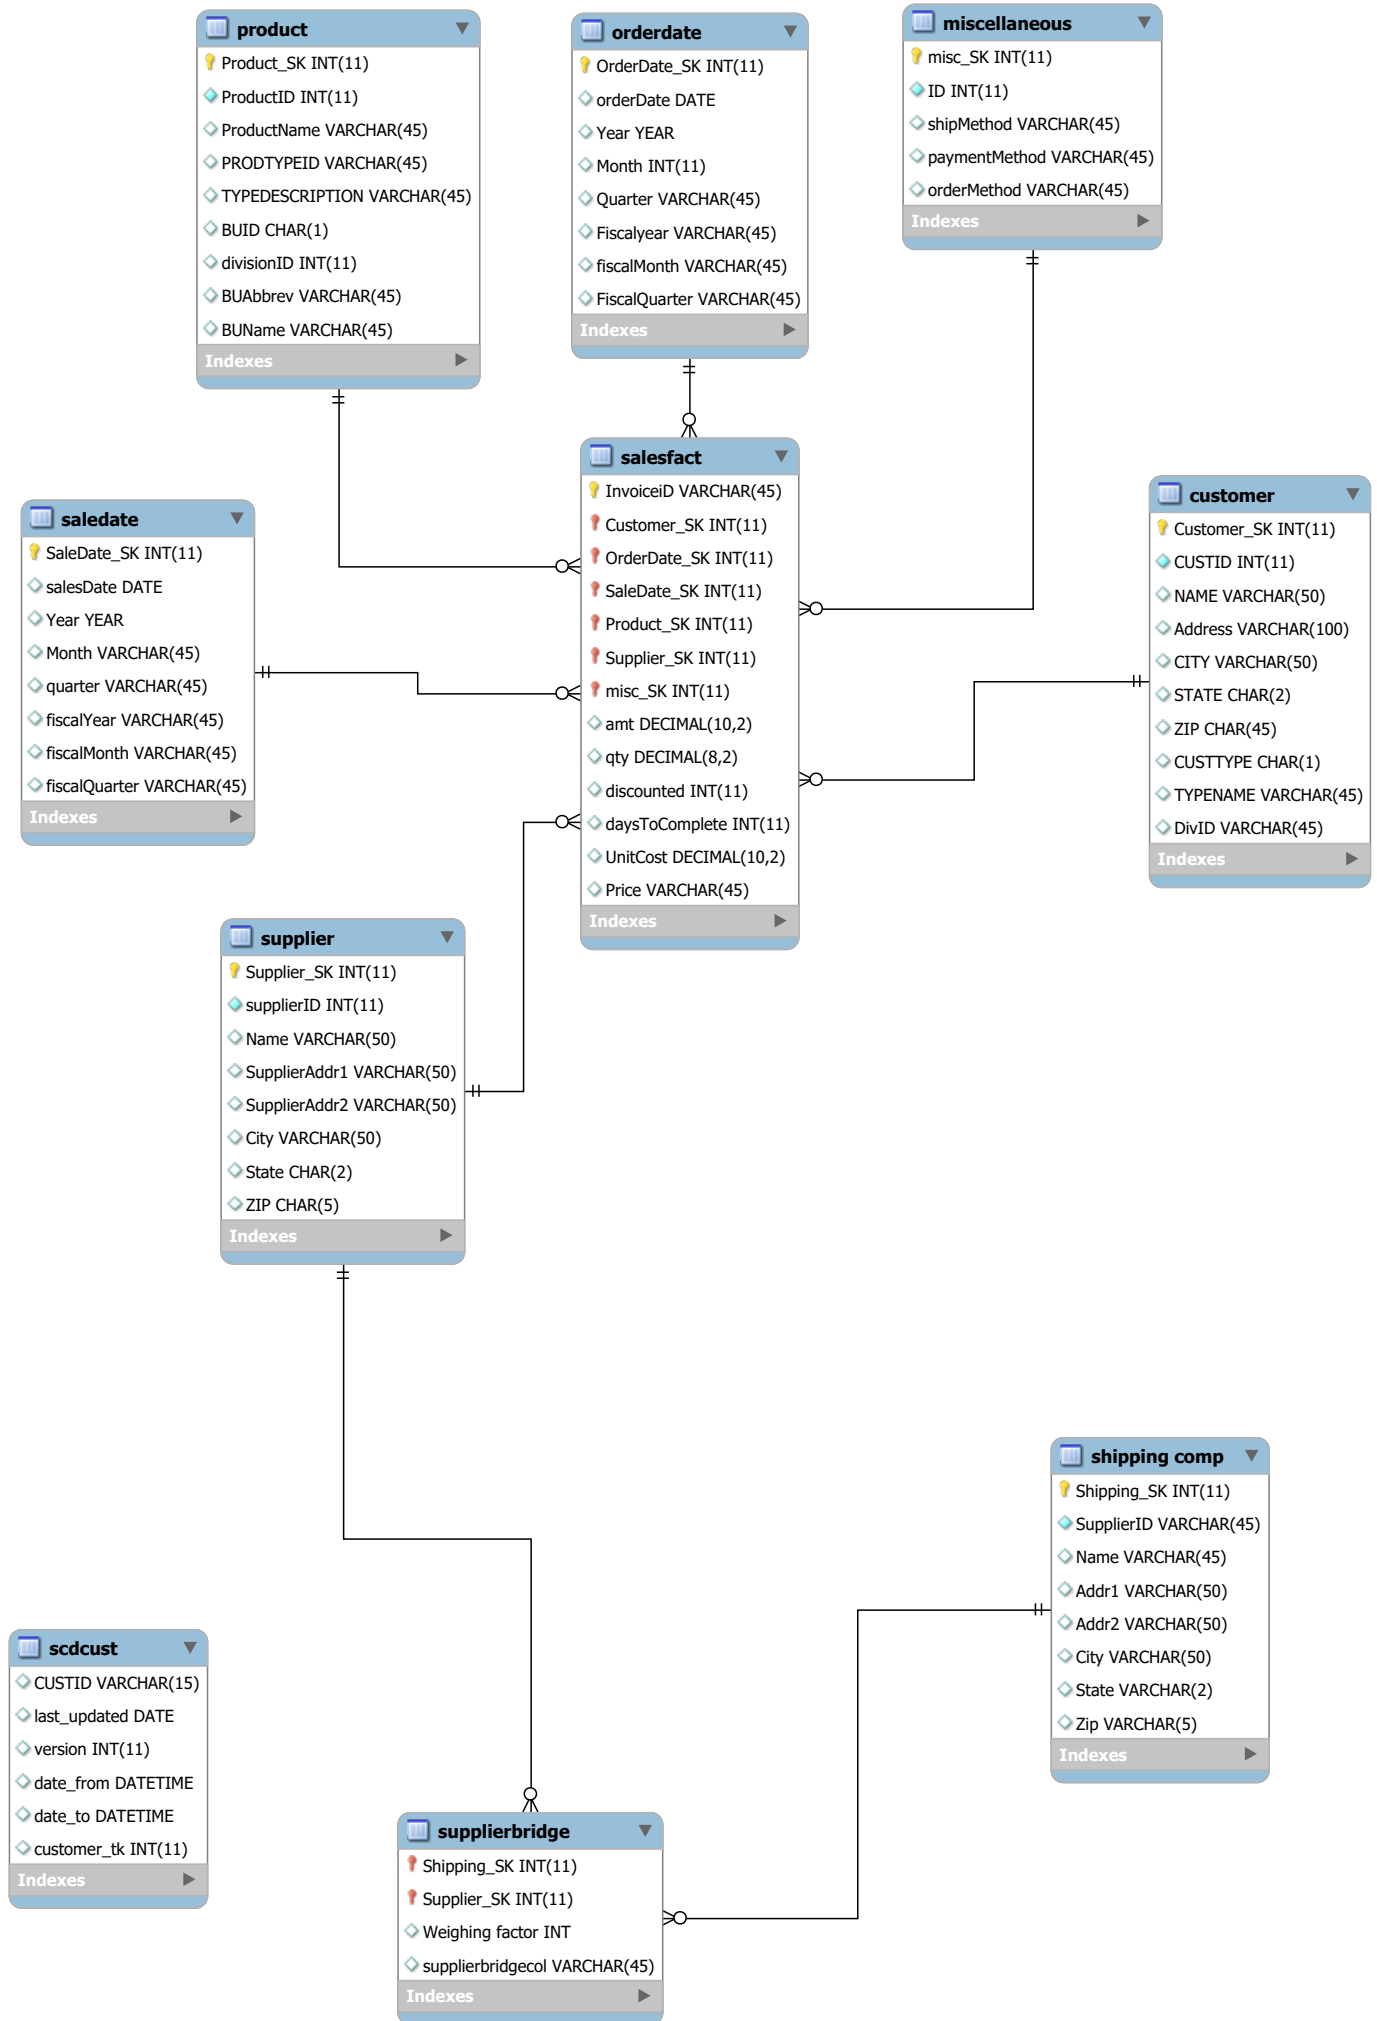 product
Product_SK INT(11)
ProductID INT(11)
ProductName VARCHAR(45)
PRODTYPEID VARCHAR(45)
TYPEDESCRIPTION VARCHAR(45)
BUID CHAR(1)
divisionID INT(11)
BUAbbrev VARCHAR(45)
BUName VARCHAR(45)
Indexes
orderdate
OrderDate_SK INT(11)
orderDate DATE
Year YEAR
Month INT(11)
Quarter VARCHAR(45)
Fiscalyear VARCHAR(45)
fiscalMonth VARCHAR(45)
FiscalQuarter VARCHAR(45)
Indexes
miscellaneous
misc_SK INT(11)
ID INT(11)
shipMethod VARCHAR(45)
paymentMethod VARCHAR(45)
orderMethod VARCHAR(45)
Indexes
saledate
SaleDate_SK INT(11)
salesDate DATE
Year YEAR
Month VARCHAR(45)
quarter VARCHAR(45)
fiscalYear VARCHAR(45)
fiscalMonth VARCHAR(45)
fiscalQuarter VARCHAR(45)
Indexes
salesfact
InvoiceiD VARCHAR(45)
Customer_SK INT(11)
OrderDate_SK INT(11)
SaleDate_SK INT(11)
Product_SK INT(11)
Supplier_SK INT(11)
misc_SK INT(11)
amt DECIMAL(10,2)
qty DECIMAL(8,2)
discounted INT(11)
daysToComplete INT(11)
UnitCost DECIMAL(10,2)
Price VARCHAR(45)
Indexes
customer
Customer_SK INT(11)
CUSTID INT(11)
NAME VARCHAR(50)
Address VARCHAR(100)
CITY VARCHAR(50)
STATE CHAR(2)
ZIP CHAR(45)
CUSTTYPE CHAR(1)
TYPENAME VARCHAR(45)
DivID VARCHAR(45)
Indexes
supplier
Supplier_SK INT(11)
supplierID INT(11)
Name VARCHAR(50)
SupplierAddr1 VARCHAR(50)
SupplierAddr2 VARCHAR(50)
City VARCHAR(50)
State CHAR(2)
ZIP CHAR(5)
Indexes
shipping comp
Shipping_SK INT(11)
SupplierID VARCHAR(45)
Name VARCHAR(45)
Addr1 VARCHAR(50)
Addr2 VARCHAR(50)
City VARCHAR(50)
State VARCHAR(2)
Zip VARCHAR(5)
Indexes
scdcust
CUSTID VARCHAR(15)
last_updated DATE
version INT(11)
date_from DATETIME
date_to DATETIME
customer_tk INT(11)
Indexes
supplierbridge
Shipping_SK INT(11)
Supplier_SK INT(11)
Weighing factor INT
supplierbridgecol VARCHAR(45)
Indexes